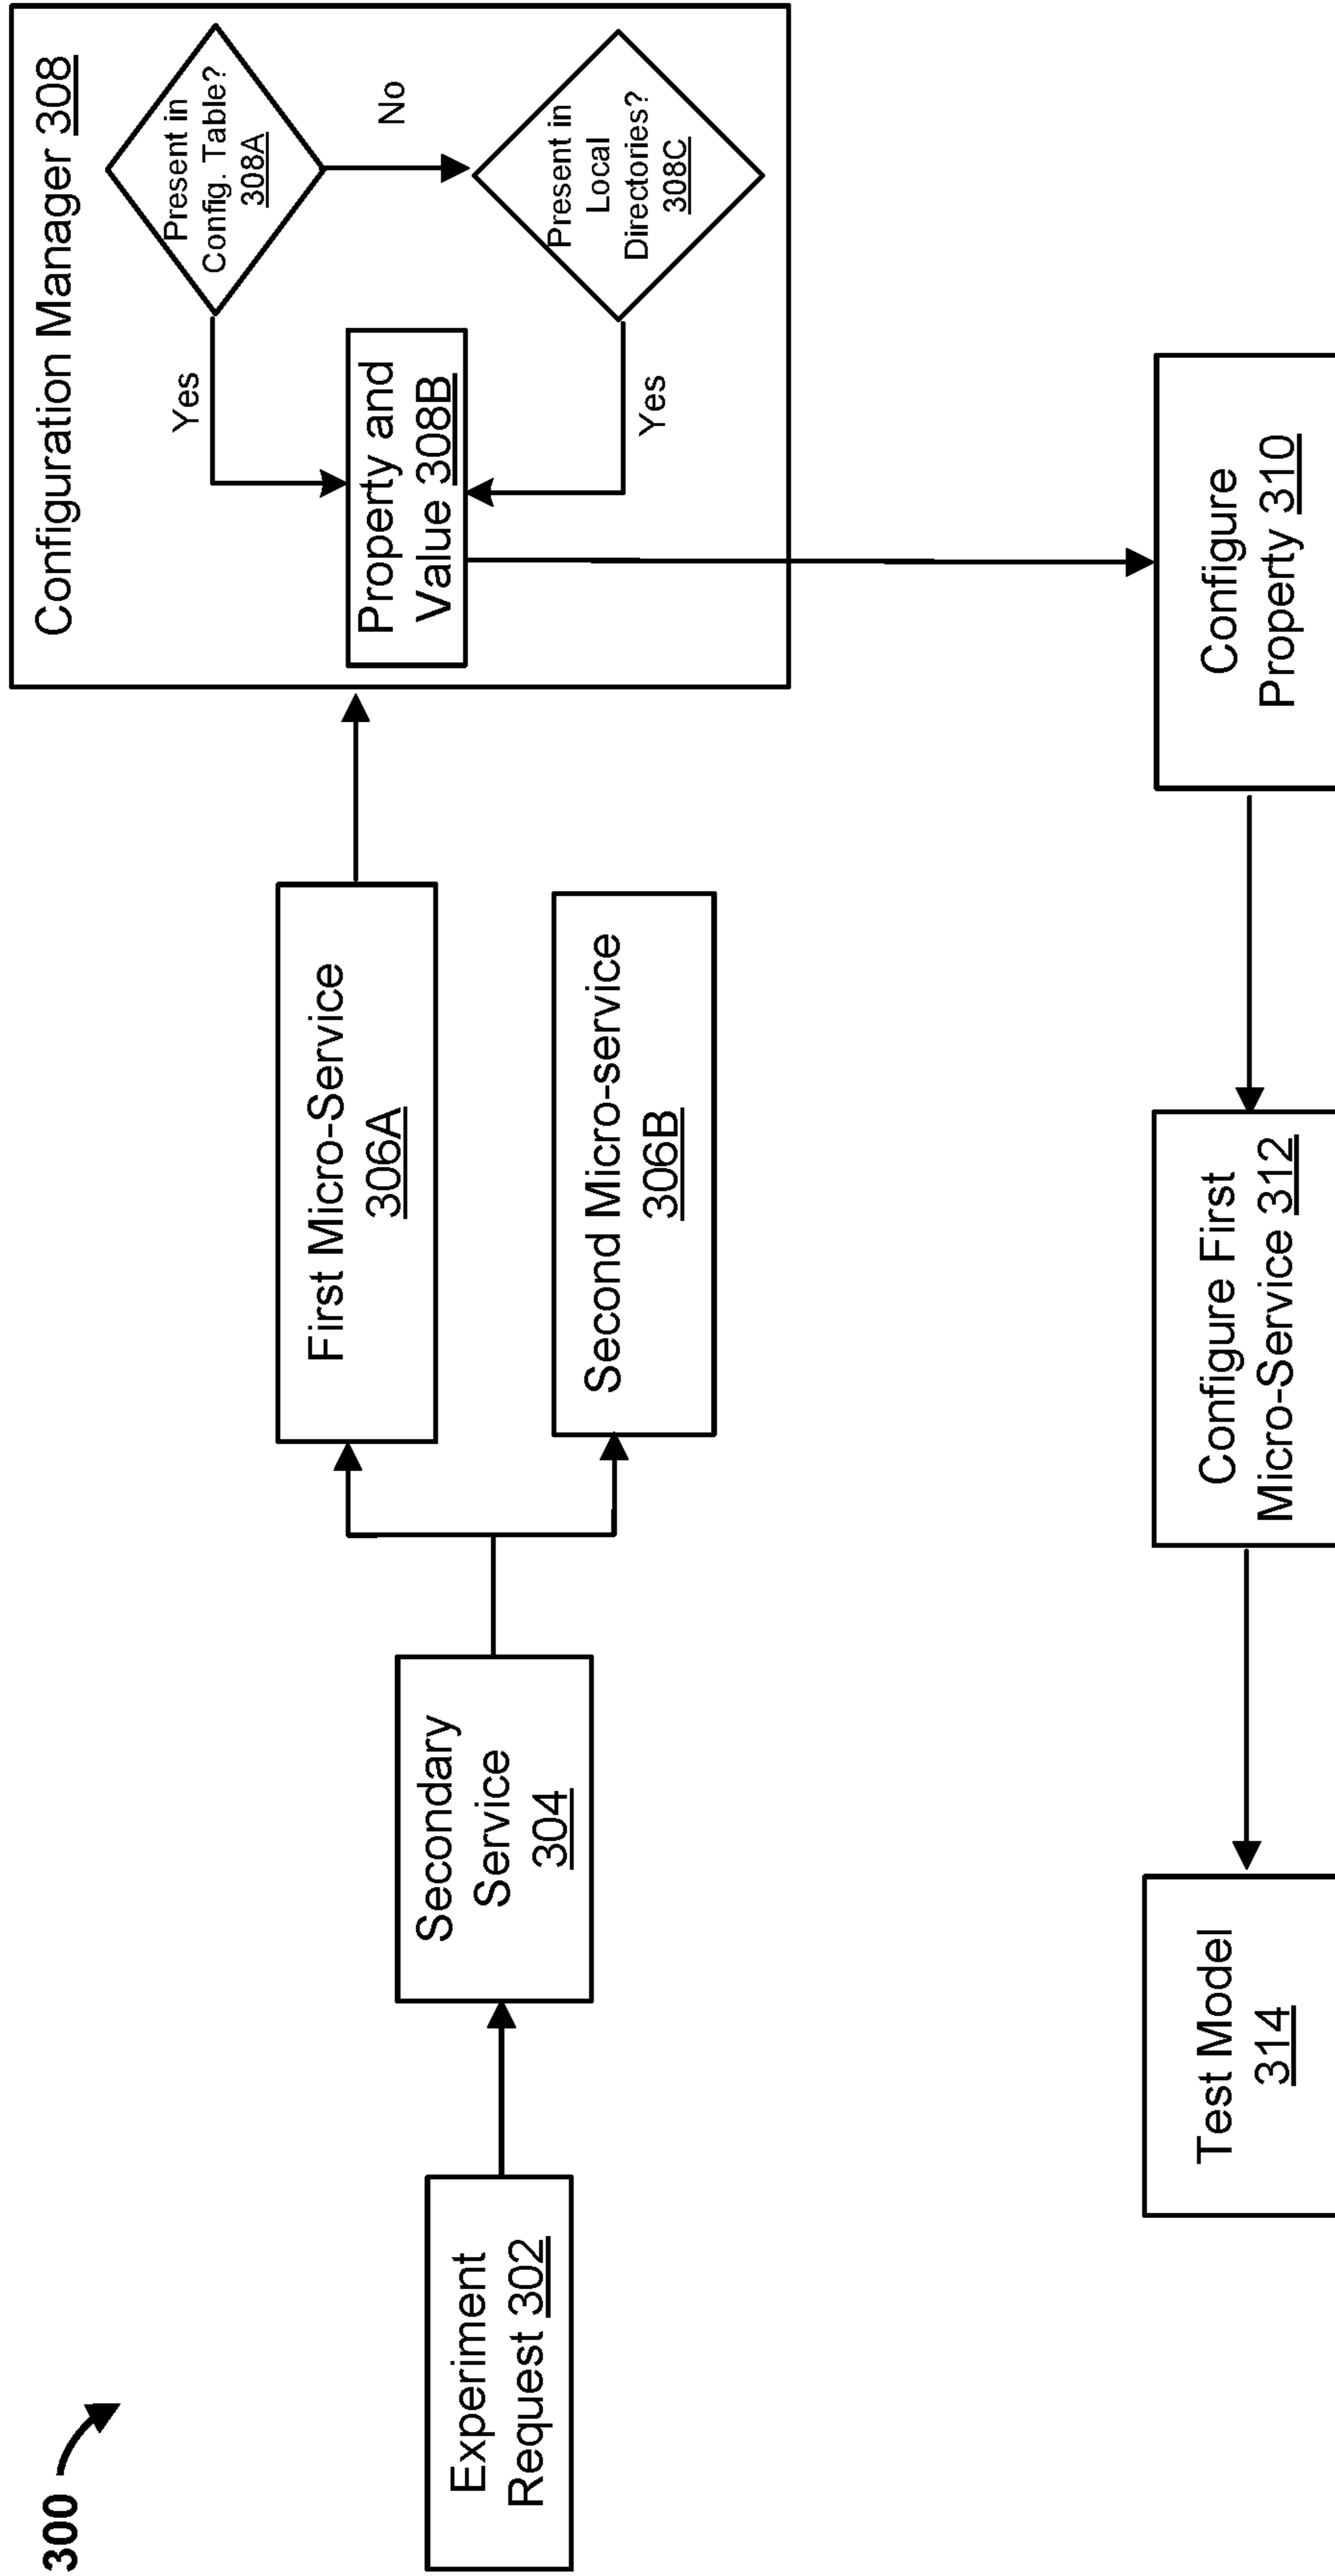 300
Experiment
Request 302
Secondary
Service
304
First Micro-Service
306A
Second Micro-service
306B
Configuration Manager 308
Present in
Config. Table?
308A
Yes
No
Property and
Value 308B
Present in
Local
Directories?
308C
Yes
Configure
Property 310
Configure First
Micro-Service 312
Test Model
314